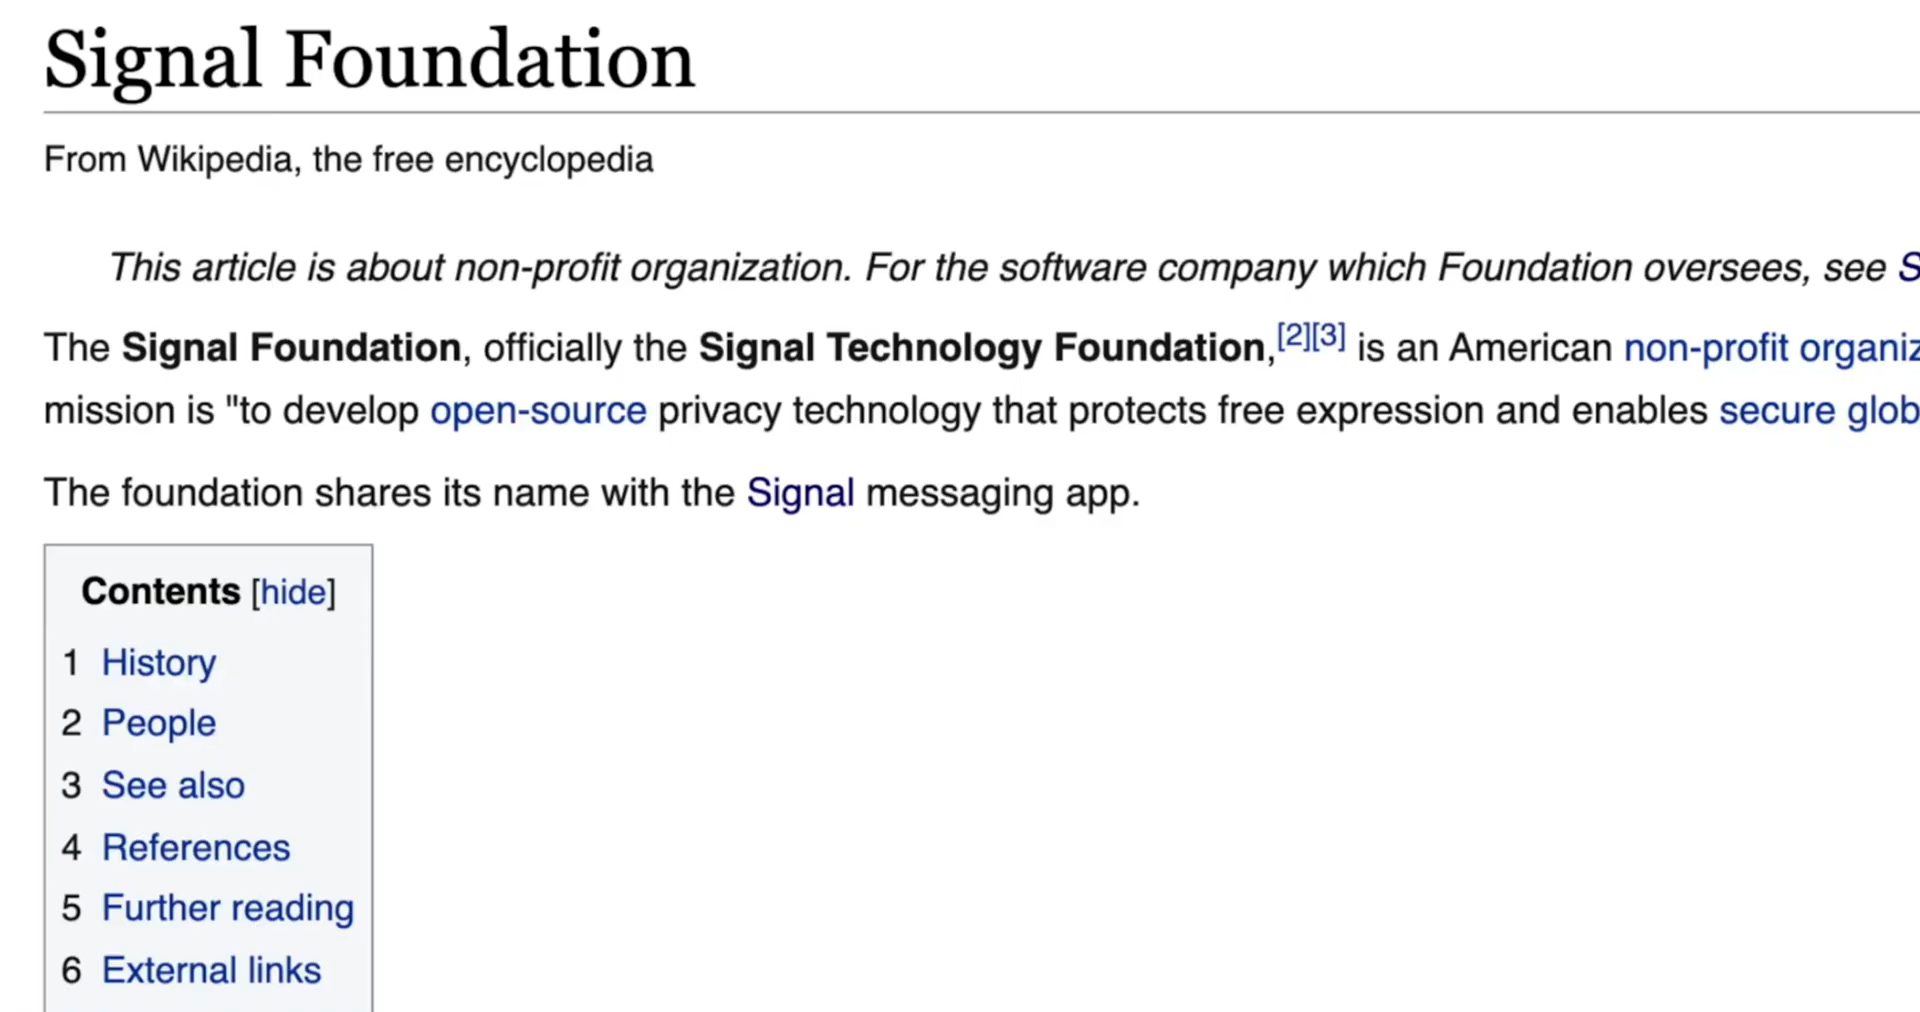 Signal Foundation
From Wikipedia, the free encyclopedia
This article is about non-profit organization. For the software company which Foundation oversees, see
The Signal Foundation, officially the Signal Technology Foundation,[2][3] is an American non-profit
mission is "to develop open-source privacy technology that protects free expression and enables secure
The foundation shares its name with the Signal messaging app.
Contents [hide]
1 History
2 People
3 See also
4 References
5 Further reading
6 External links